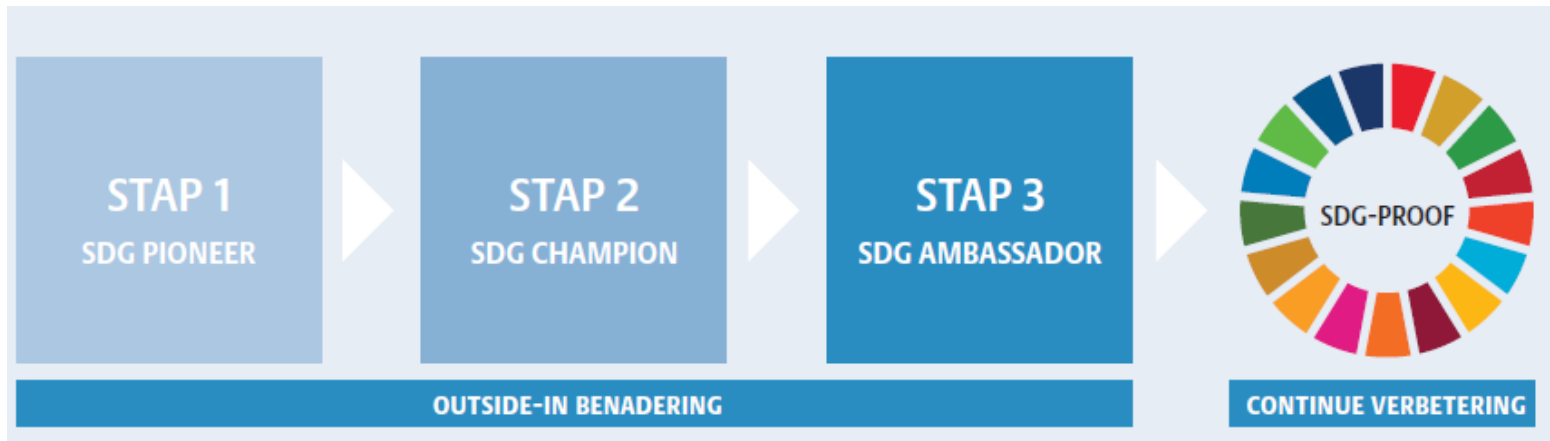 STAP 1
SDG PIONEER
STAP 2
SDG CHAMPION
STAP 3
SDG AMBASSADOR
SDG-PROOF
OUTSIDE-IN BENADERING
CONTINUE VERBETERING